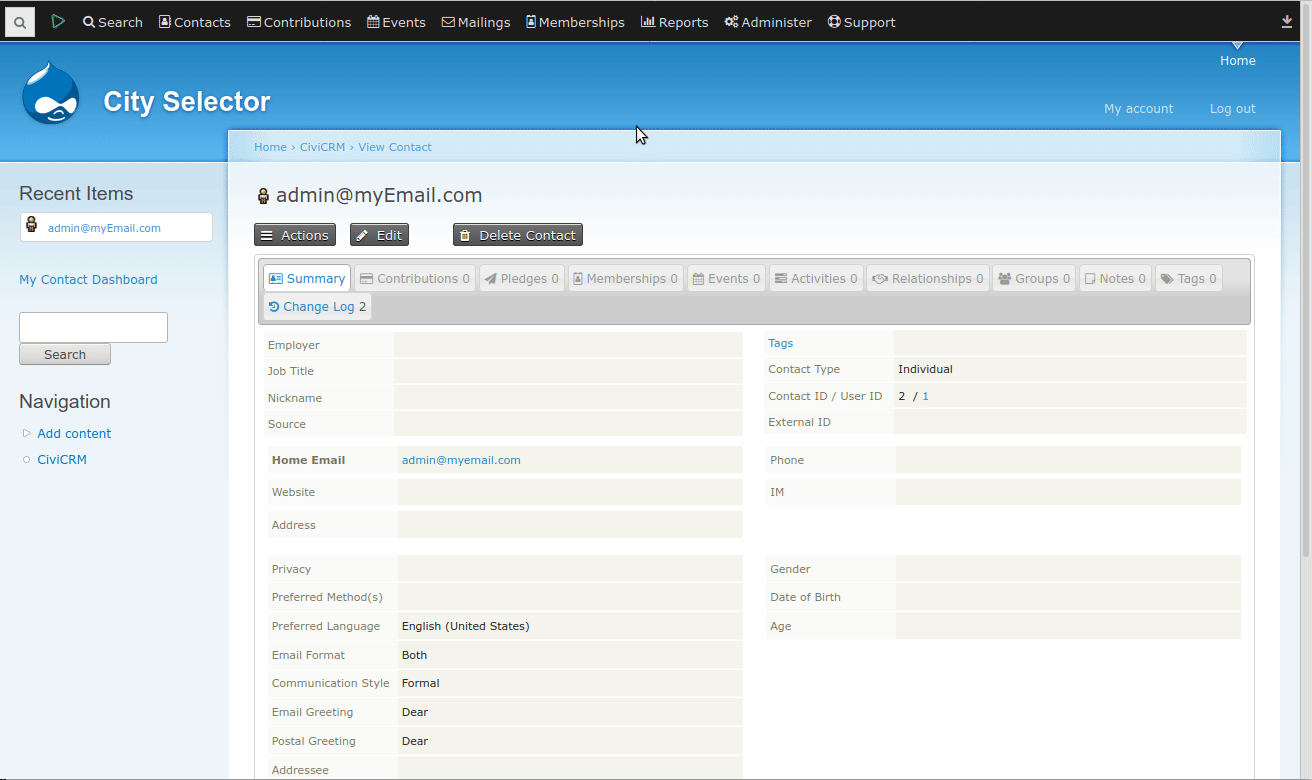 Search Contacts Contributions Events Mailings Memberships Reports Administer Support
Home
City Selector
My account Log out
Home › CiviCRM › View Contact
Recent Items
admin@myEmail.com
My Contact Dashboard
Search
Navigation
Add content
CiviCRM
admin@myEmail.com
Actions Edit Delete Contact
Summary Contributions 0 Pledges 0 Memberships 0 Events 0 Activities 0 Relationships 0 Groups 0 Notes 0 Tags 0
Change Log 2
Employer
Job Title
Nickname
Source
Tags
Contact Type Individual
Contact ID / User ID 2 / 1
External ID
Home Email admin@myemail.com
Website
Address
Phone
IM
Privacy
Preferred Method(s)
Preferred Language English (United States)
Email Format Both
Communication Style Formal
Email Greeting Dear
Postal Greeting Dear
Addressee
Gender
Date of Birth
Age